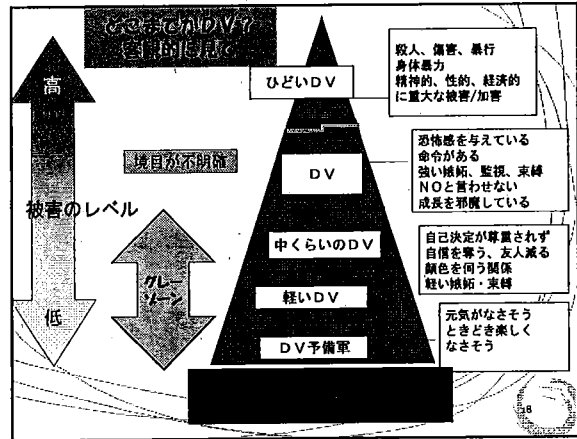 どこまでがDV?
客観的に見て
高
被害のレベル
低
境目が不明確
グレー
ゾーン
ひどいDV
DV
中くらいのDV
軽いDV
DV予備軍
殺人、傷害、暴行
身体暴力
精神的、性的、経済的
に重大な被害/加害
恐怖感を与えている
命令がある
強い嫉妬、監視、束縛
NOと言わせない
成長を邪魔している
自己決定が尊重されず
自信を奪う、友人減る
顔色を伺う関係
軽い嫉妬・束縛
元気がなさそう
ときどき楽しく
なさそう
18